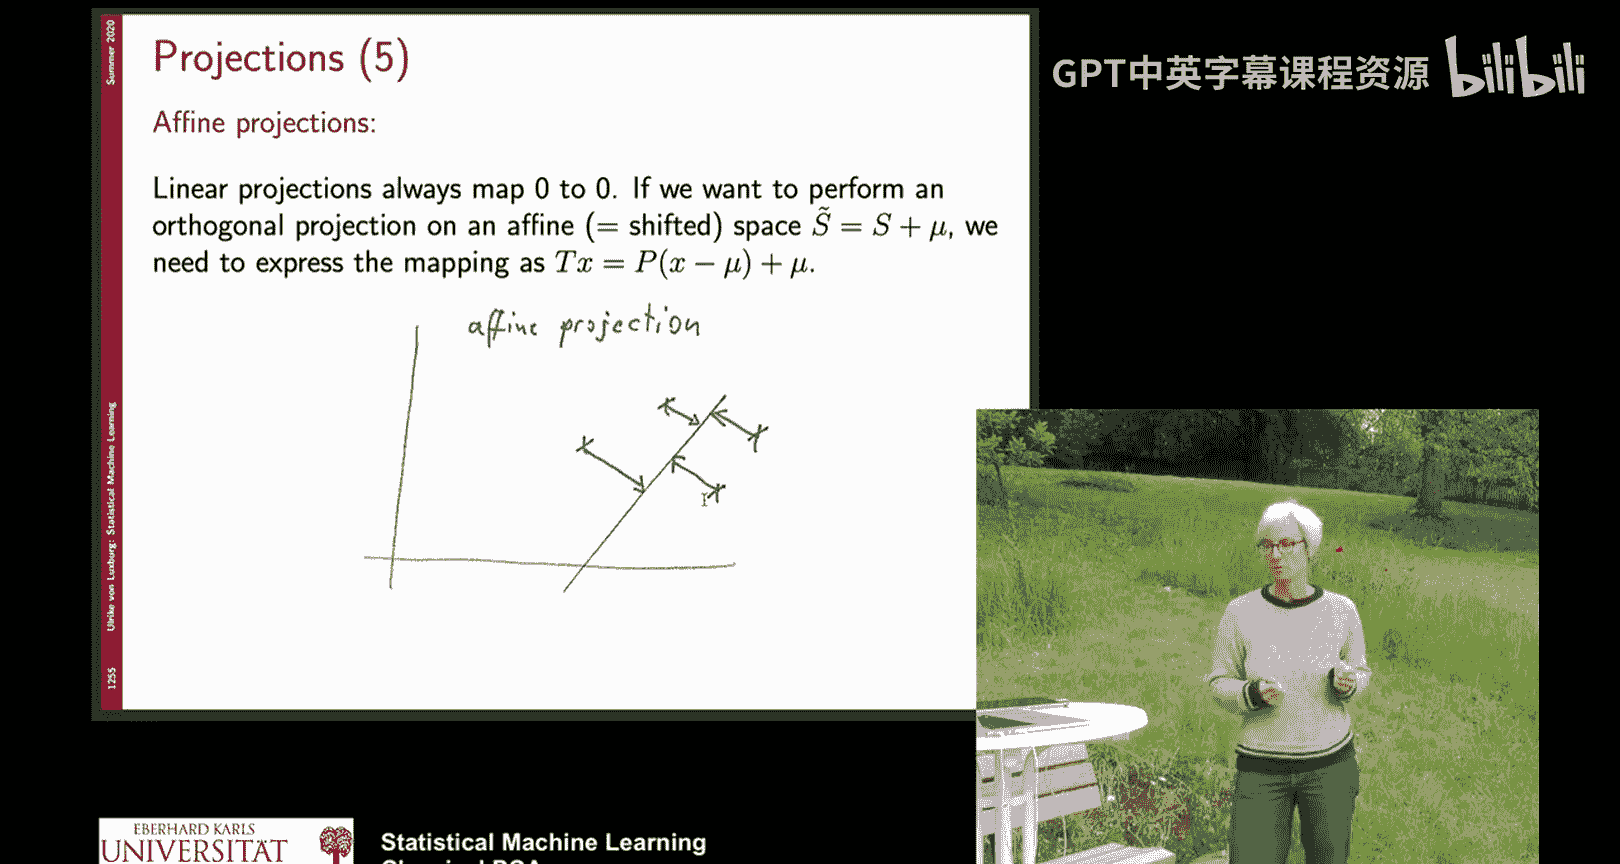 Summer 2020
Projections (5)
Affine projections:
Linear projections always map 0 to 0. If we want to perform an
orthogonal projection on an affine (= shifted) space S̃ = S + μ, we
need to express the mapping as Tx = P(x − μ) + μ.
affine projection
Ulrike von Luxburg: Statistical Machine Learning
1255
GPT中英字幕课程资源
bilibili
EBERHARD KARLS
UNIVERSITÄT
Statistical Machine Learning
Classical PCA